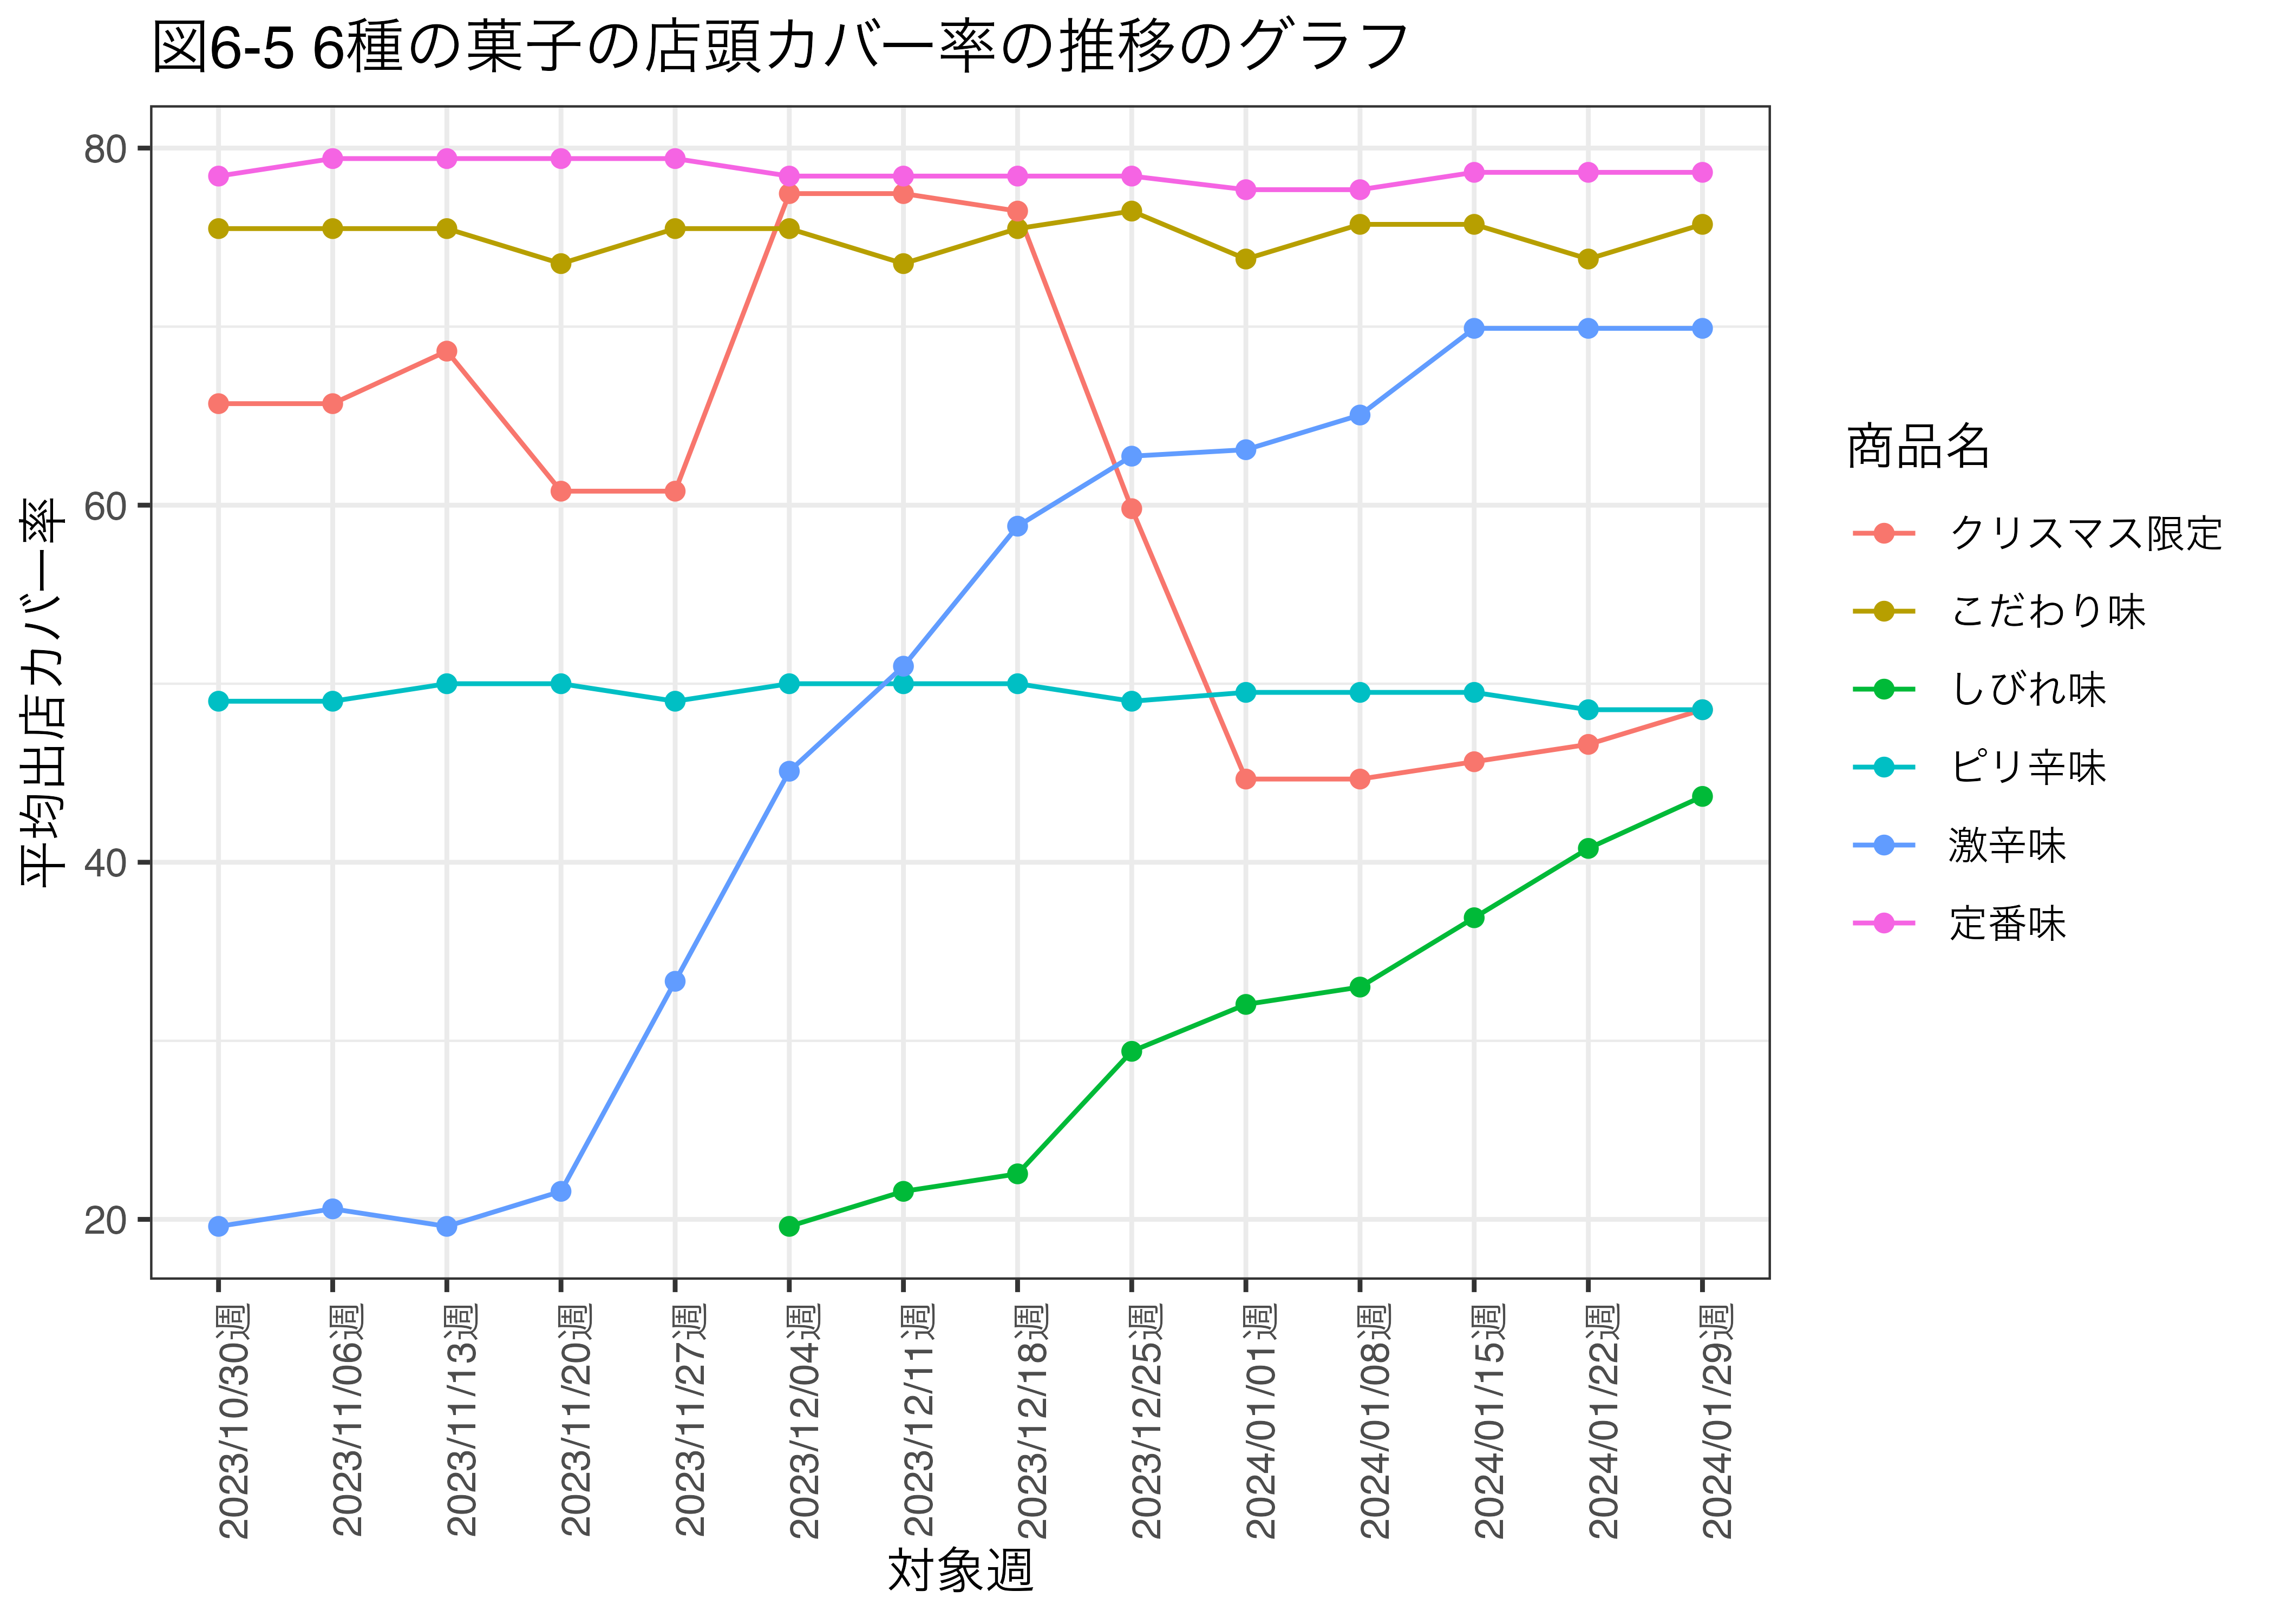 図6-5 6種の菓子の店頭カバー率の推移のグラフ
平均出店カバー率
80
60
40
20
2023/10/30週
2023/11/06週
2023/11/13週
2023/11/20週
2023/11/27週
2023/12/04週
2023/12/11週
2023/12/18週
2023/12/25週
2024/01/01週
2024/01/08週
2024/01/15週
2024/01/22週
2024/01/29週
対象週
商品名
クリスマス限定
こだわり味
しびれ味
ピリ辛味
激辛味
定番味